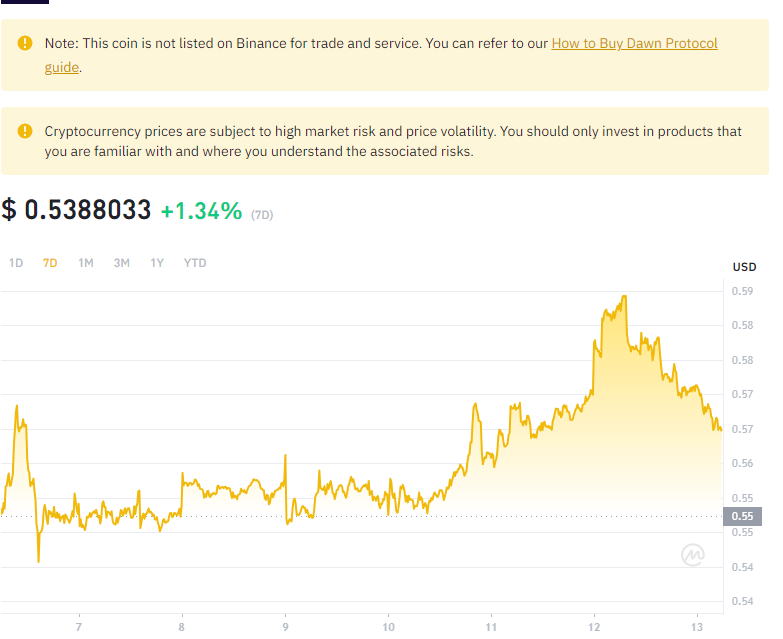 Note: This coin is not listed on Binance for trade and service. You can refer to our How to Buy Dawn Protocol
guide.
Cryptocurrency prices are subject to high market risk and price volatility. You should only invest in products that
you are familiar with and where you understand the associated risks.
$ 0.5388033 +1.34% (7D)
1D 7D 1M 3M 1Y YTD
USD
0.59
0.58
0.58
0.57
0.57
0.56
0.55
0.55
0.55
0.54
0.54
7 8 9 10 11 12 13